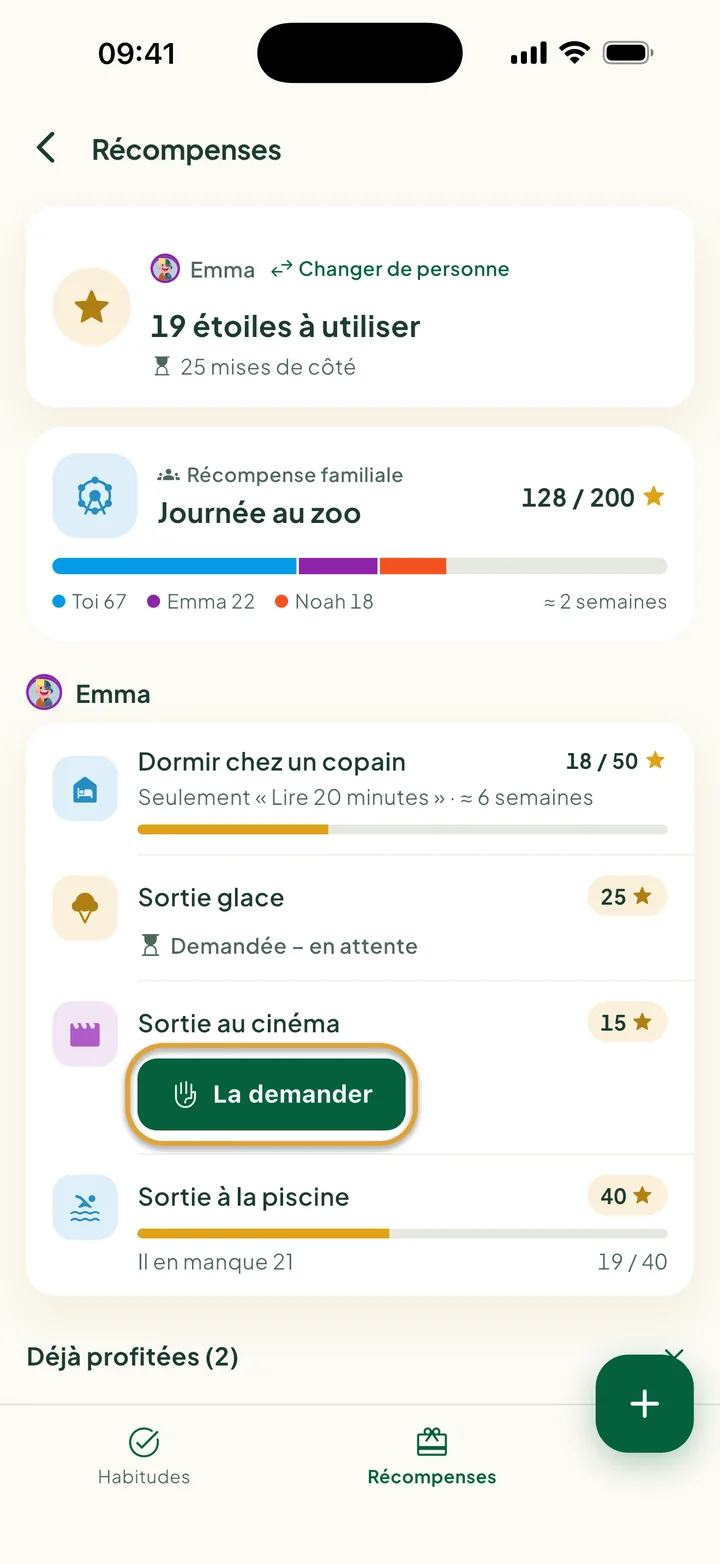 09:41
Récompenses
Emma Changer de personne
19 étoiles à utiliser
25 mises de côté
Récompense familiale
Journée au zoo
128 / 200
Toi 67 Emma 22 Noah 18 ≈ 2 semaines
Emma
Dormir chez un copain 18 / 50
Seulement « Lire 20 minutes » · ≈ 6 semaines
Sortie glace 25
Demandée – en attente
Sortie au cinéma 15
La demander
Sortie à la piscine 40
Il en manque 21 19 / 40
Déjà profitées (2)
Habitudes Récompenses